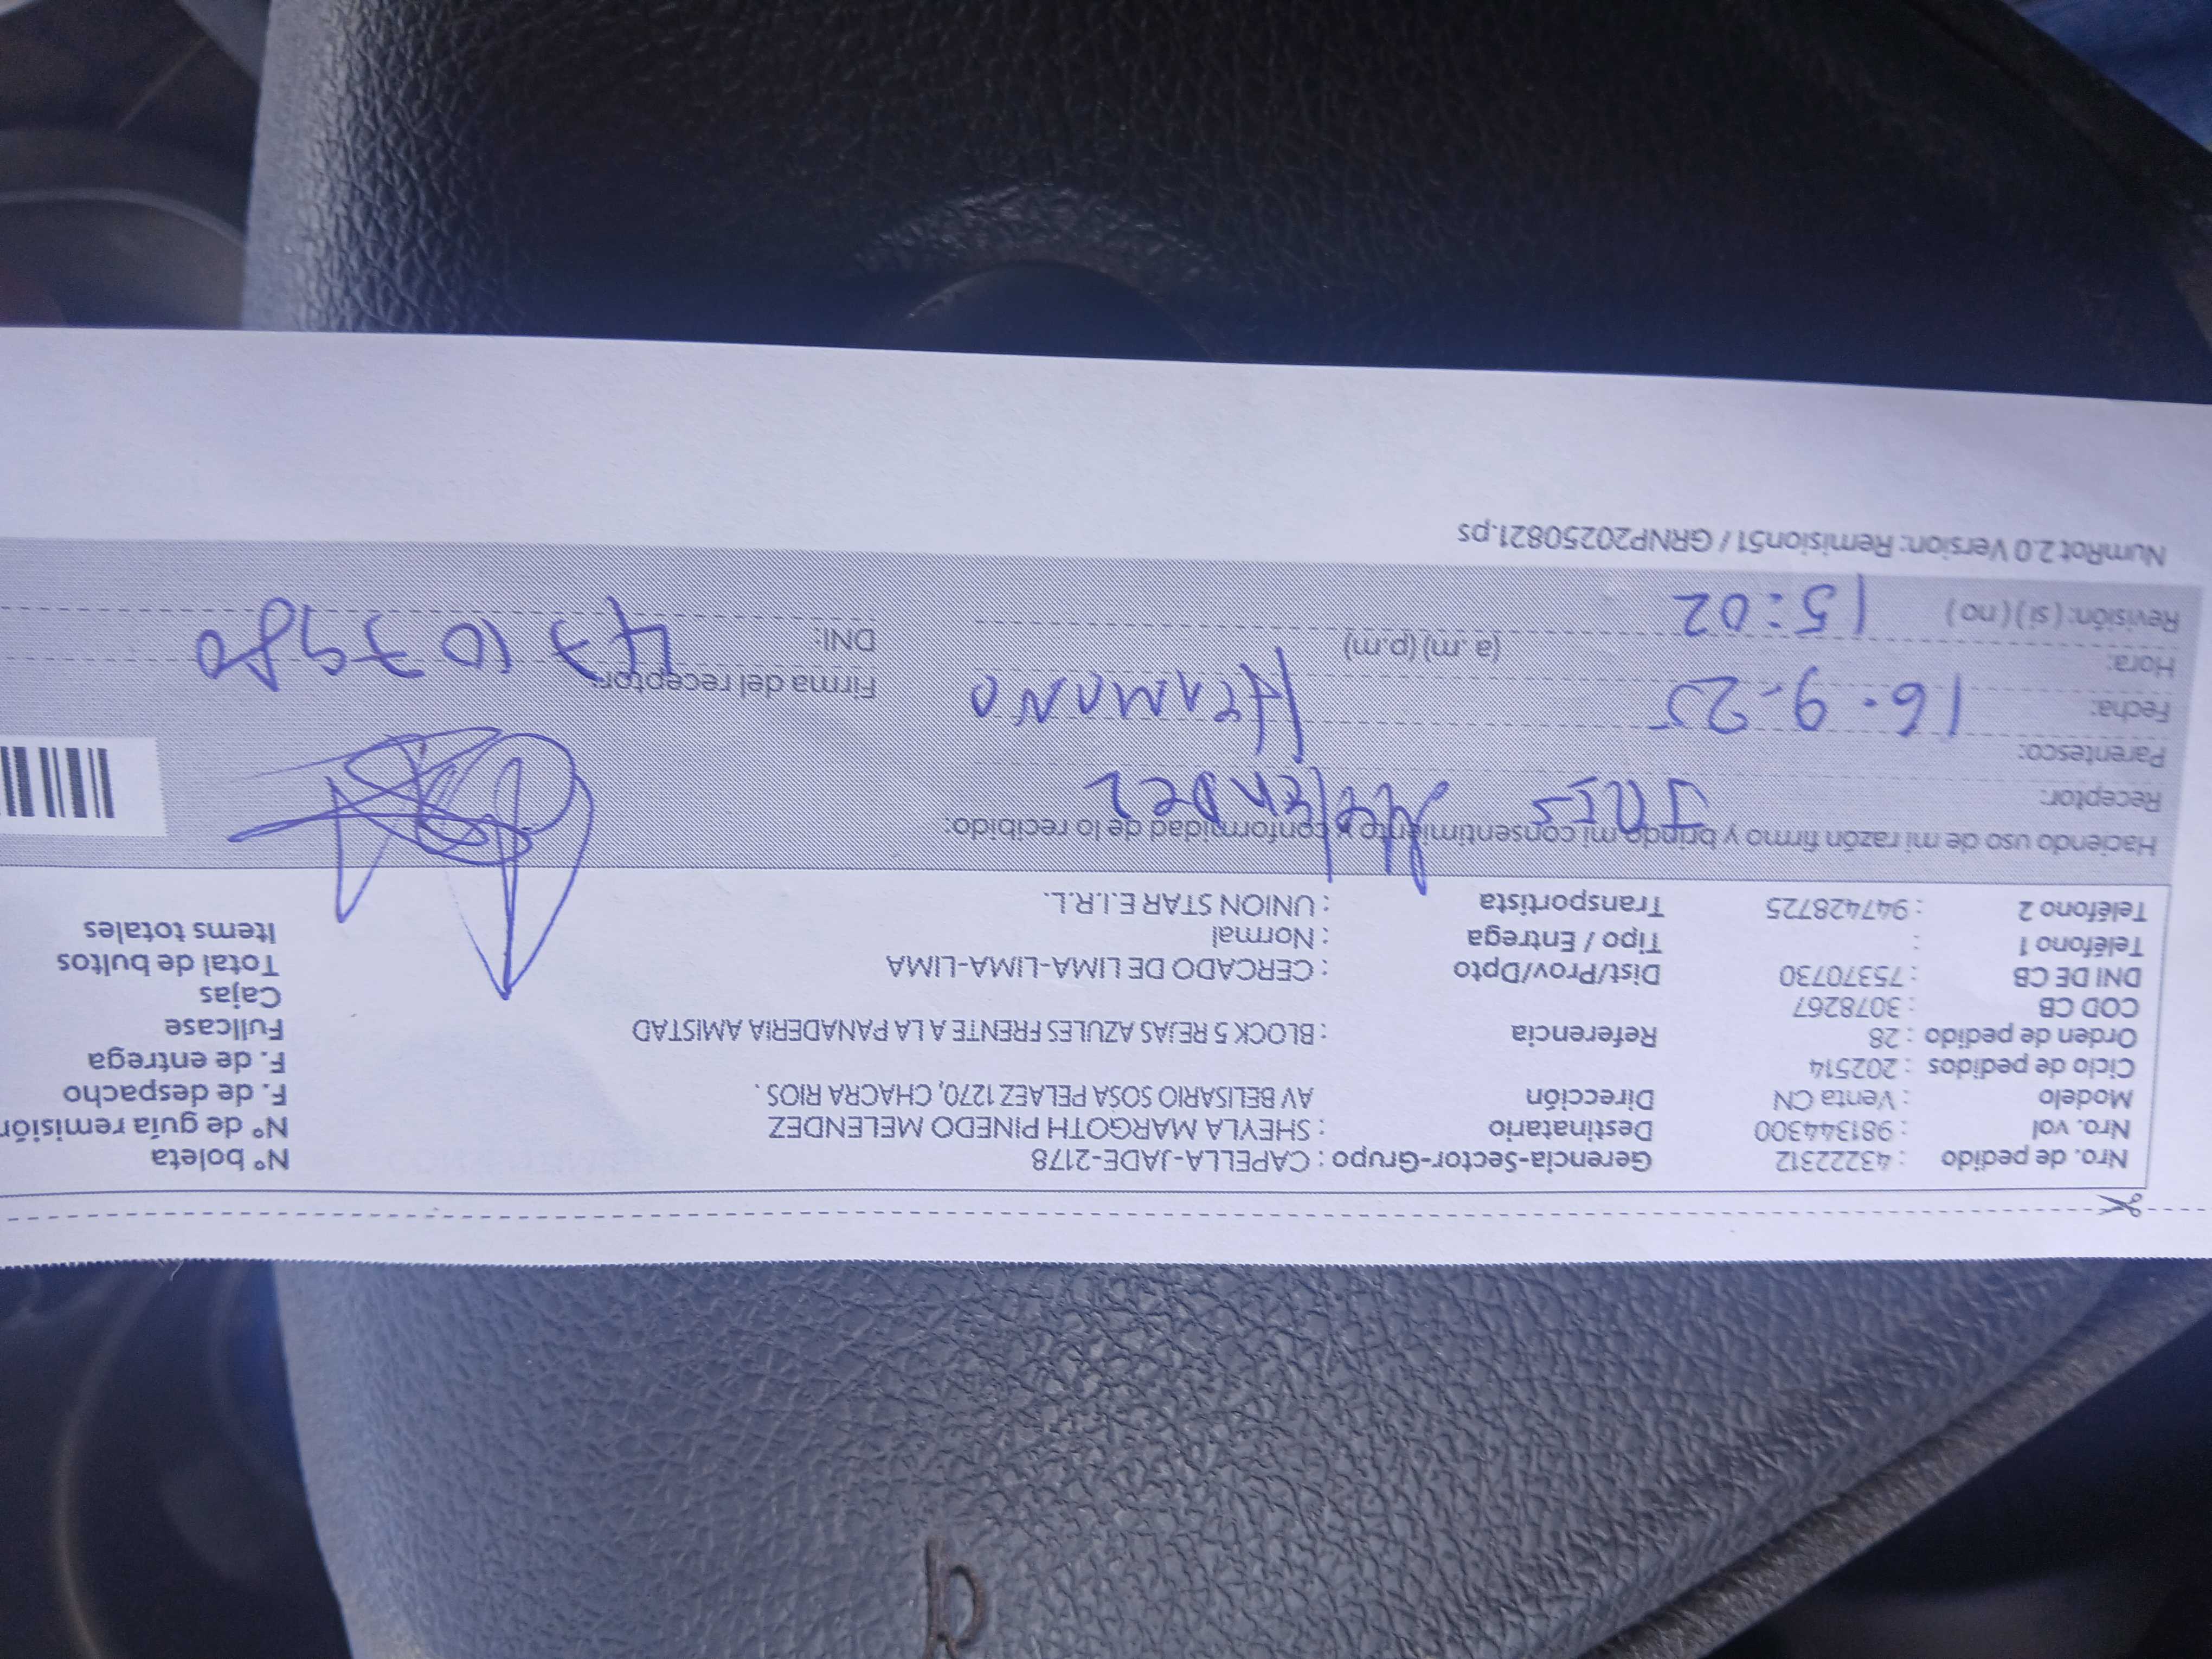 Nro. de pedido : 43222312 Gerencia-Sector-Grupo : CAPELLA-JADE-2178 N° boleta
Nro. vol : 981344300 Destinatario : SHEYLA MARGOTH PINEDO MELENDEZ N° de guía remisión
Modelo : Venta CN Dirección AV BELISARIO SOSA PELAEZ 1270, CHACRA RIOS . F. de despacho
Ciclo de pedidos : 202514 F. de entrega
Orden de pedido : 28 Referencia : BLOCK 5 REJAS AZULES FRENTE A LA PANADERIA AMISTAD Fullcase
COD CB : 3078267 Cajas
DNI DE CB : 75370730 Dist/Prov/Dpto : CERCADO DE LIMA-LIMA-LIMA Total de bultos
Teléfono 1 : Tipo / Entrega : Normal Items totales
Teléfono 2 : 947428725 Transportista : UNION STAR E.I.R.L.
Haciendo uso de mi razón firmo y brindo mi consentimiento y conformidad de lo recibido:
Receptor: Melendez
Parentesco: Hermano
Fecha: 16-9-25 Firma del receptor:
Hora: 15:02 (a .m) (p.m) DNI:
Revisión: ( si ) ( no )
NumRot 2.0 Version: Remision51 / GRNP20250821.ps